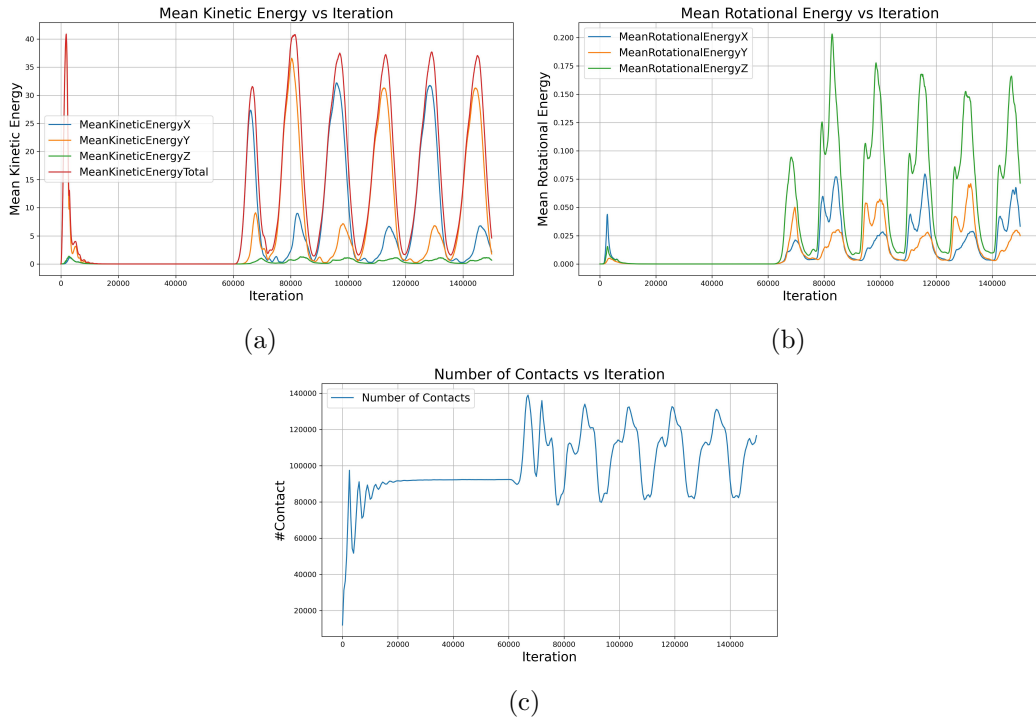 Mean Kinetic Energy vs Iteration
Mean Kinetic Energy
40
35
30
25
20
15
10
5
0
MeanKineticEnergyX
MeanKineticEnergyY
MeanKineticEnergyZ
MeanKineticEnergyTotal
0 20000 40000 60000 80000 100000 120000 140000
Iteration
(a)
Mean Rotational Energy vs Iteration
Mean Rotational Energy
0.200
0.175
0.150
0.125
0.100
0.075
0.050
0.025
0.000
MeanRotationalEnergyX
MeanRotationalEnergyY
MeanRotationalEnergyZ
0 20000 40000 60000 80000 100000 120000 140000
Iteration
(b)
Number of Contacts vs Iteration
#Contact
140000
120000
100000
80000
60000
40000
20000
Number of Contacts
0 20000 40000 60000 80000 100000 120000 140000
Iteration
(c)